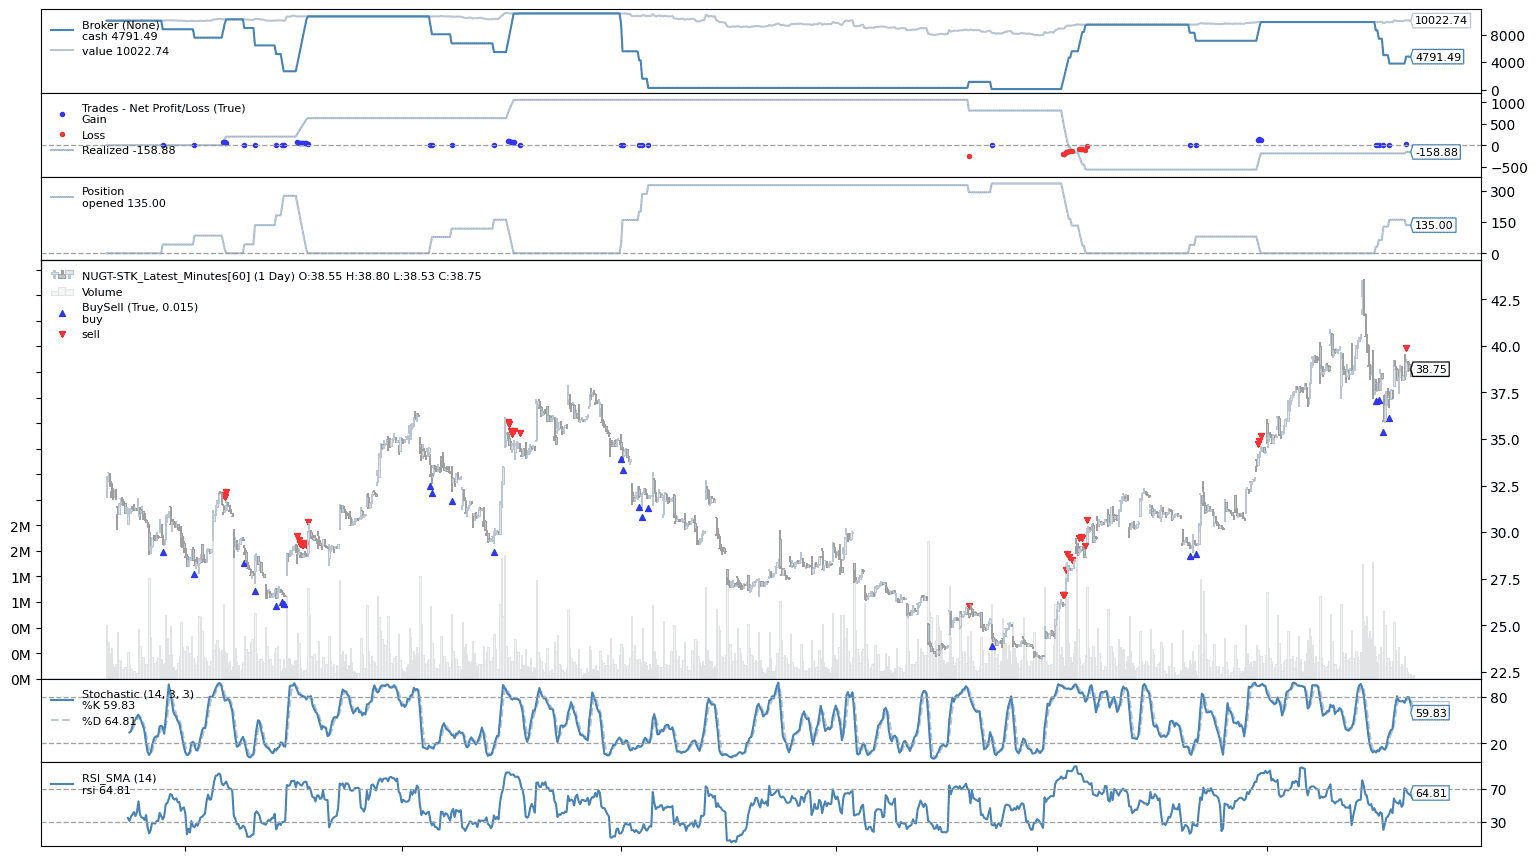 Broker (None)
cash 4791.49
value 10022.74
10022.74
8000
4791.49
4000
0
Trades - Net Profit/Loss (True)
Gain
Loss
Realized -158.88
1000
500
0
-158.88
−500
Position
opened 135.00
300
150
135.00
0
NUGT-STK_Latest_Minutes[60] (1 Day) O:38.55 H:38.80 L:38.53 C:38.75
Volume
BuySell (True, 0.015)
buy
sell
42.5
40.0
38.75
37.5
35.0
32.5
30.0
27.5
25.0
22.5
2M
2M
1M
1M
0M
0M
0M
Stochastic (14, 3, 3)
%K 59.83
%D 64.81
80
59.83
20
RSI_SMA (14)
rsi 64.81
70
64.81
30